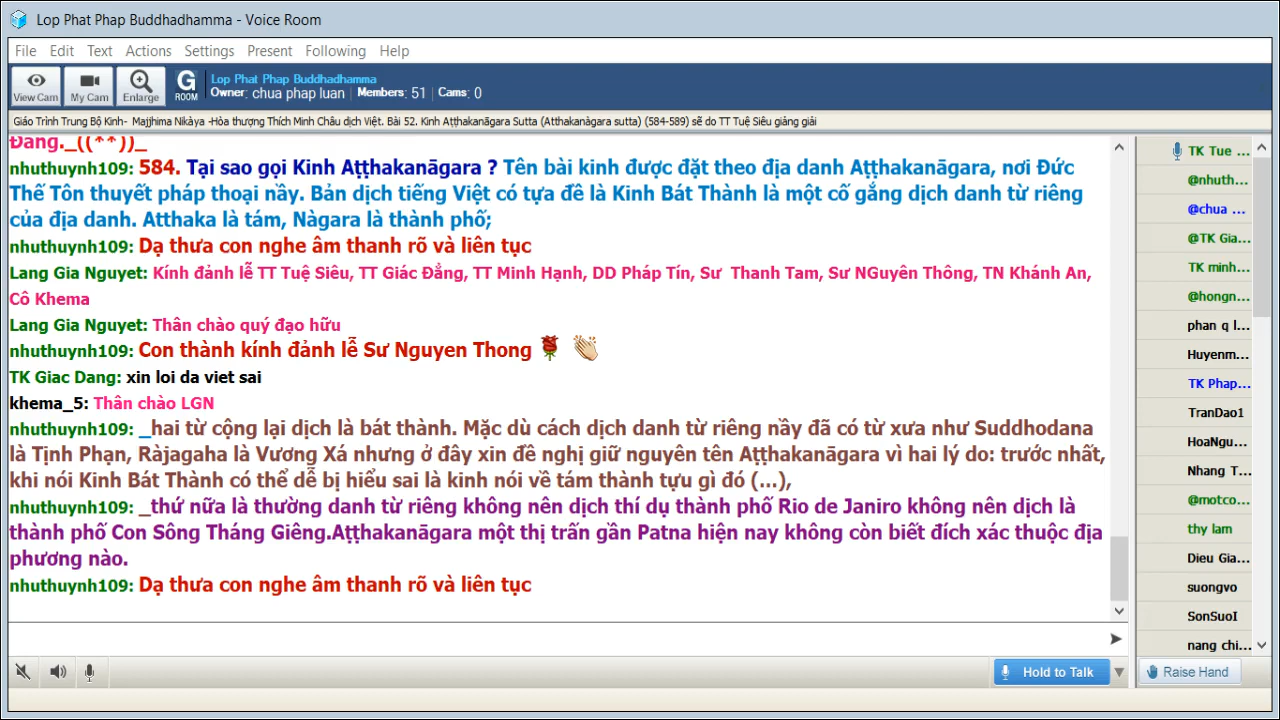 Lop Phat Phap Buddhadhamma - Voice Room
File Edit Text Actions Settings Present Following Help
View Cam My Cam Enlarge G ROOM
Lop Phat Phap Buddhadhamma
Owner: chua phap luan Members: 51 Cams: 0
Giáo Trình Trung Bộ Kinh- Majjhima Nikàya -Hòa thượng Thích Minh Châu dịch Việt. Bài 52. Kinh Aṭṭhakanāgara Sutta (Atthakanàgara sutta) (584-589) sẽ do TT Tuệ Siêu giảng giải
Đang._((**))_
nhuthuynh109: 584. Tại sao gọi Kinh Aṭṭhakanāgara ? Tên bài kinh được đặt theo địa danh Aṭṭhakanāgara, nơi Đức
Thế Tôn thuyết pháp thoại nầy. Bản dịch tiếng Việt có tựa đề là Kinh Bát Thành là một cố gắng dịch danh từ riêng
của địa danh. Atthaka là tám, Nàgara là thành phố;
nhuthuynh109: Dạ thưa con nghe âm thanh rõ và liên tục
Lang Gia Nguyet: Kính đảnh lễ TT Tuệ Siêu, TT Giác Đẳng, TT Minh Hạnh, DD Pháp Tín, Sư Thanh Tam, Sư NGuyên Thông, TN Khánh An,
Cô Khema
Lang Gia Nguyet: Thân chào quý đạo hữu
nhuthuynh109: Con thành kính đảnh lễ Sư Nguyen Thong
TK Giac Dang: xin loi da viet sai
khema_5: Thân chào LGN
nhuthuynh109: _hai từ cộng lại dịch là bát thành. Mặc dù cách dịch danh từ riêng nầy đã có từ xưa như Suddhodana
là Tịnh Phạn, Ràjagaha là Vương Xá nhưng ở đây xin đề nghị giữ nguyên tên Aṭṭhakanāgara vì hai lý do: trước nhất,
khi nói Kinh Bát Thành có thể dễ bị hiểu sai là kinh nói về tám thành tựu gì đó (...),
nhuthuynh109: _thứ nữa là thường danh từ riêng không nên dịch thí dụ thành phố Rio de Janiro không nên dịch là
thành phố Con Sông Tháng Giêng.Aṭṭhakanāgara một thị trấn gần Patna hiện nay không còn biết đích xác thuộc địa
phương nào.
nhuthuynh109: Dạ thưa con nghe âm thanh rõ và liên tục
TK Tue ...
@nhuth...
@chua ...
@TK Gia...
TK minh...
@hongn...
phan q l...
Huyenm...
TK Phap...
TranDao1
HoaNgu...
Nhang T...
@motco...
thy lam
Dieu Gia...
suongvo
SonSuoI
nang chi...
Hold to Talk
Raise Hand